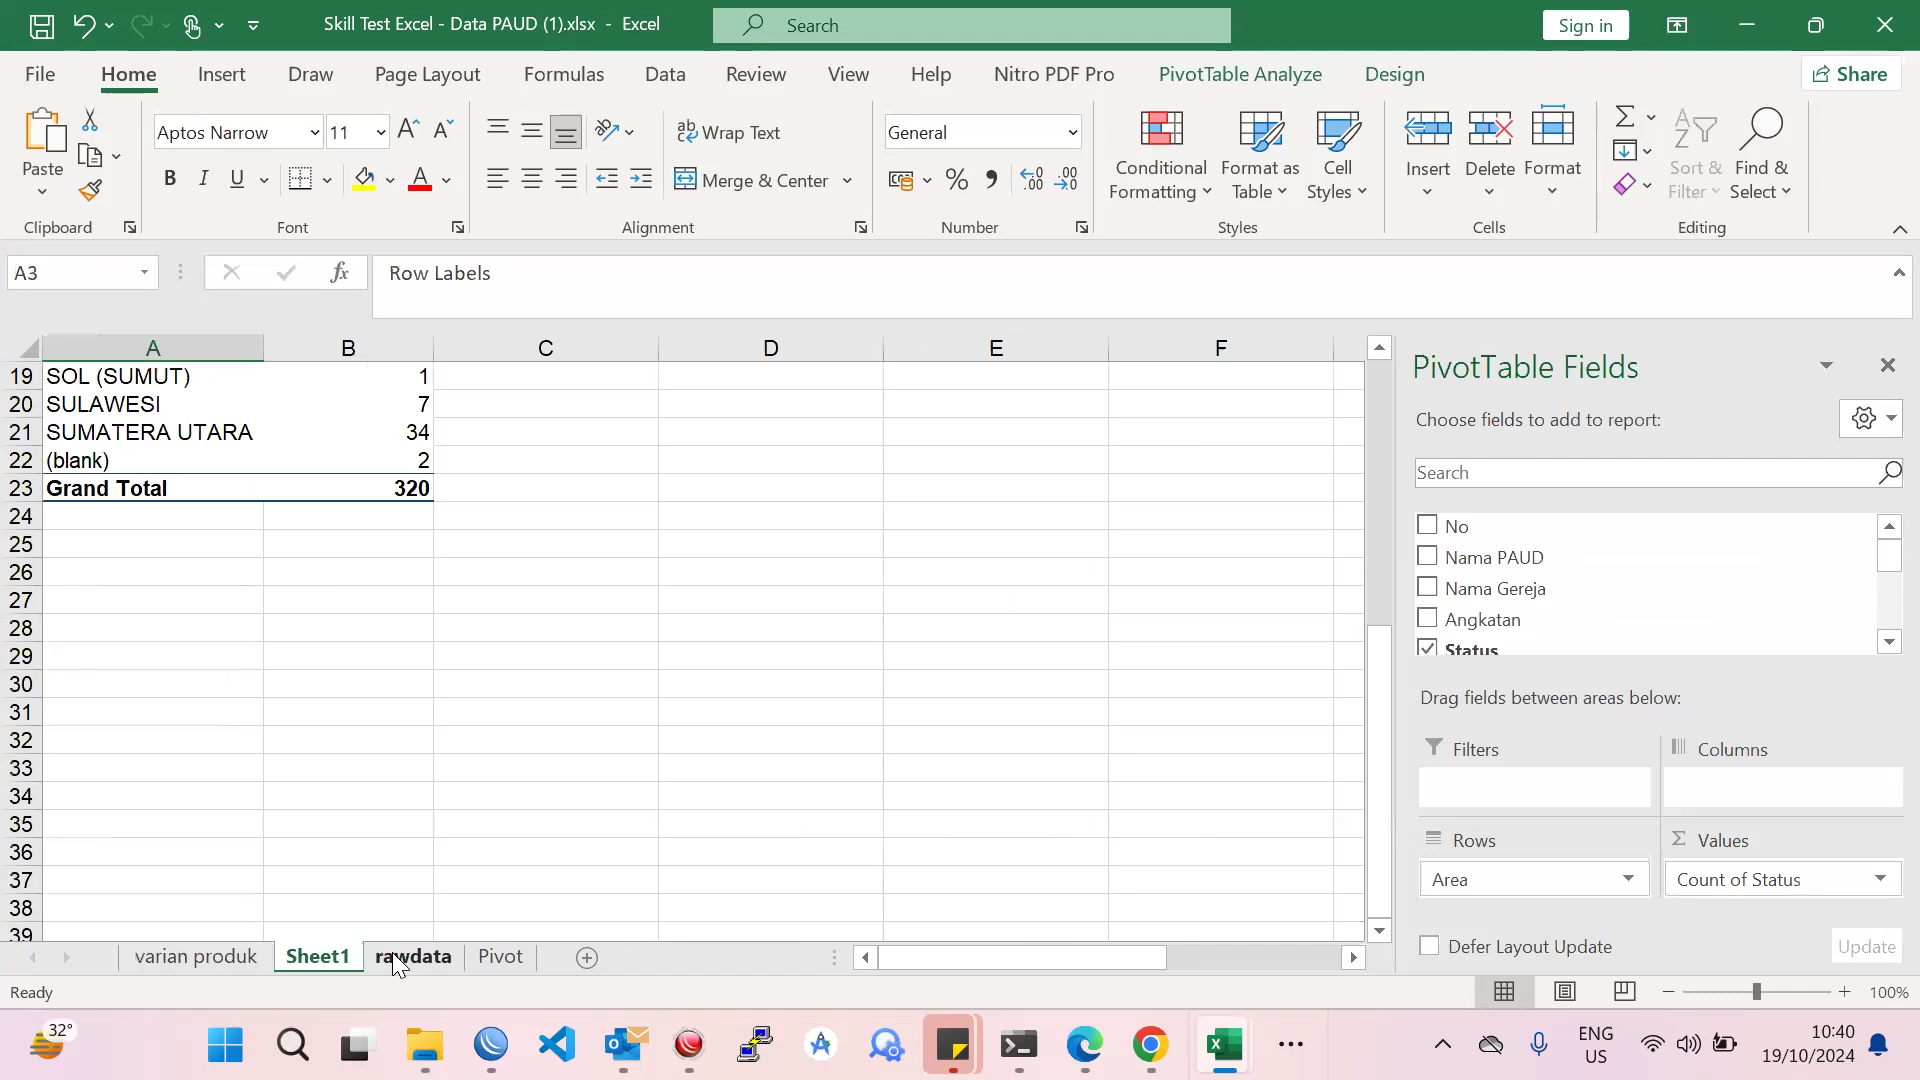 Skill Test Excel - Data PAUD (1).xlsx - Excel
Search
Sign in
File Home Insert Draw Page Layout Formulas Data Review View Help Nitro PDF Pro PivotTable Analyze Design Share
Paste
Clipboard
Aptos Narrow 11
B I U A
Font
Wrap Text
Merge & Center
Alignment
General
Number
Conditional Formatting
Format as Table
Cell Styles
Styles
Insert Delete Format
Cells
Sort & Filter
Find & Select
Editing
A3 fx Row Labels
A B C D E F
19 SOL (SUMUT) 1
20 SULAWESI 7
21 SUMATERA UTARA 34
22 (blank) 2
23 Grand Total 320
24
25
26
27
28
29
30
31
32
33
34
35
36
37
38
39
PivotTable Fields
Choose fields to add to report:
Search
No
Nama PAUD
Nama Gereja
Angkatan
Status
Drag fields between areas below:
Filters Columns
Rows Values
Area Count of Status
Defer Layout Update Update
varian produk Sheet1 rawdata Pivot
Ready 100%
32°
ENG
US
10:40
19/10/2024